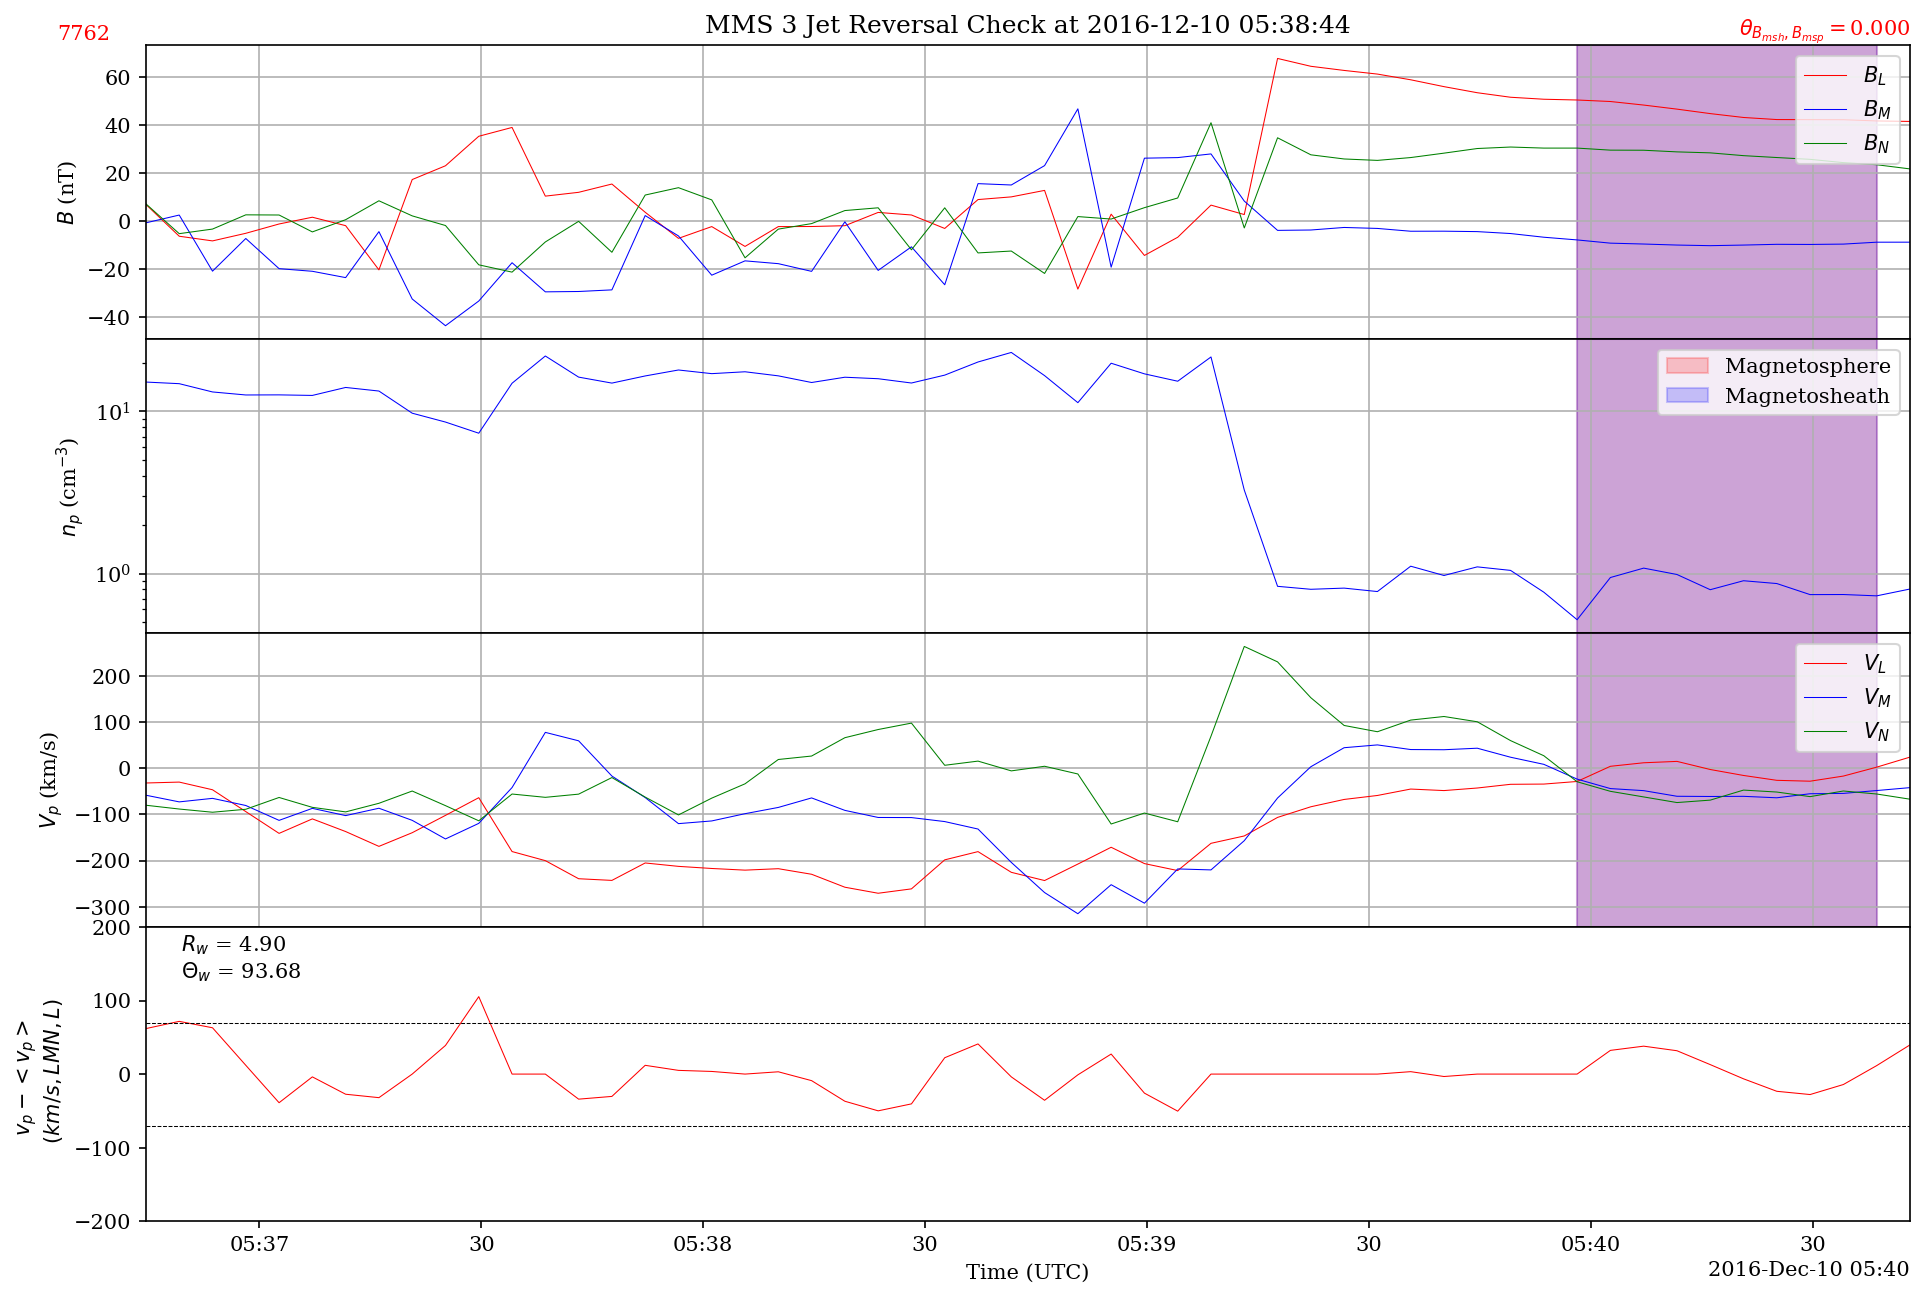 MMS 3 Jet Reversal Check at 2016-12-10 05:38:44
7762
θ_{B_{msh}, B_{msp}} = 0.000
B (nT)
60
40
20
0
−20
−40
B_L
B_M
B_N
n_p (cm^{−3})
10^1
10^0
Magnetosphere
Magnetosheath
V_p (km/s)
200
100
0
−100
−200
−300
V_L
V_M
V_N
v_p − < v_p >
(km/s, LMN, L)
200
100
0
−100
−200
R_w = 4.90
Θ_w = 93.68
05:37 30 05:38 30 05:39 30 05:40 30
Time (UTC)
2016-Dec-10 05:40